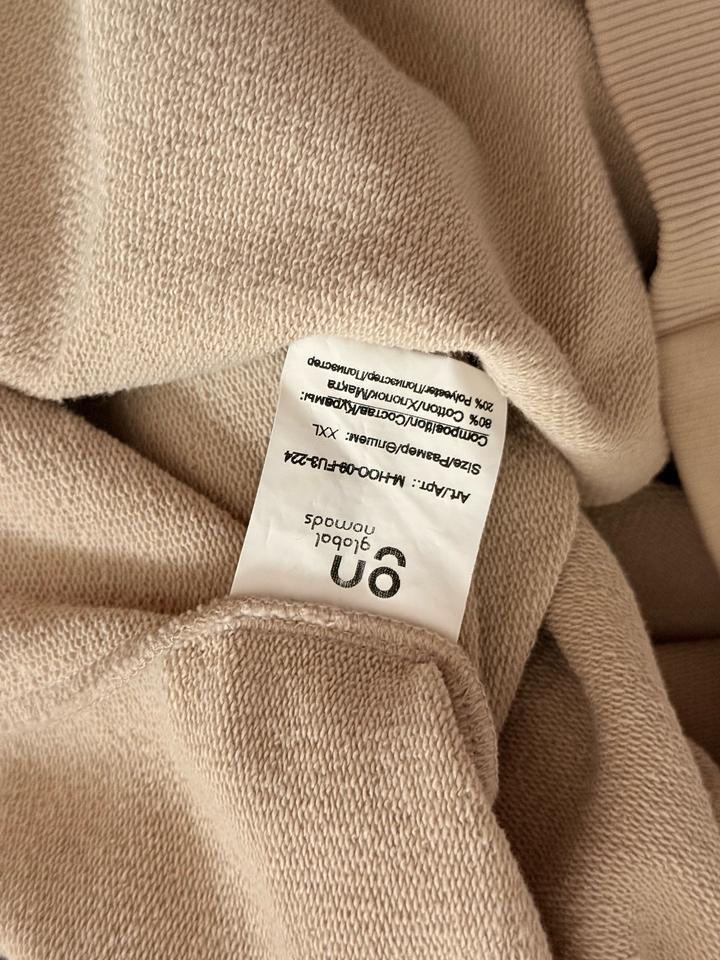 gn
global
nomads
Art./Арт.: M-HOO-09-FU3-224
Size/Размер/Өлшем: XXL
Composition/Состав/Құрамы:
80% Cotton/Хлопок/Мақта
20% Polyester/Полиэстер/Полиэстер